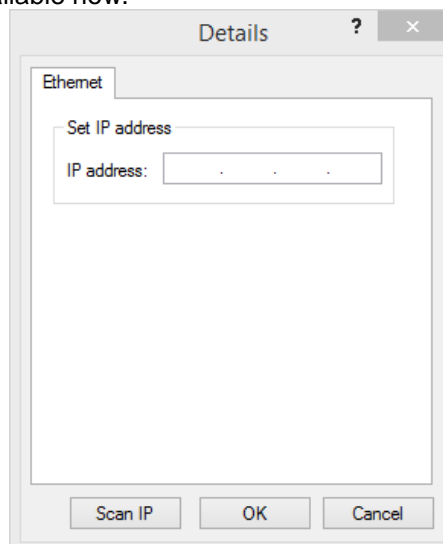 Details ? ×
Ethernet
Set IP address
IP address: . . .
Scan IP OK Cancel